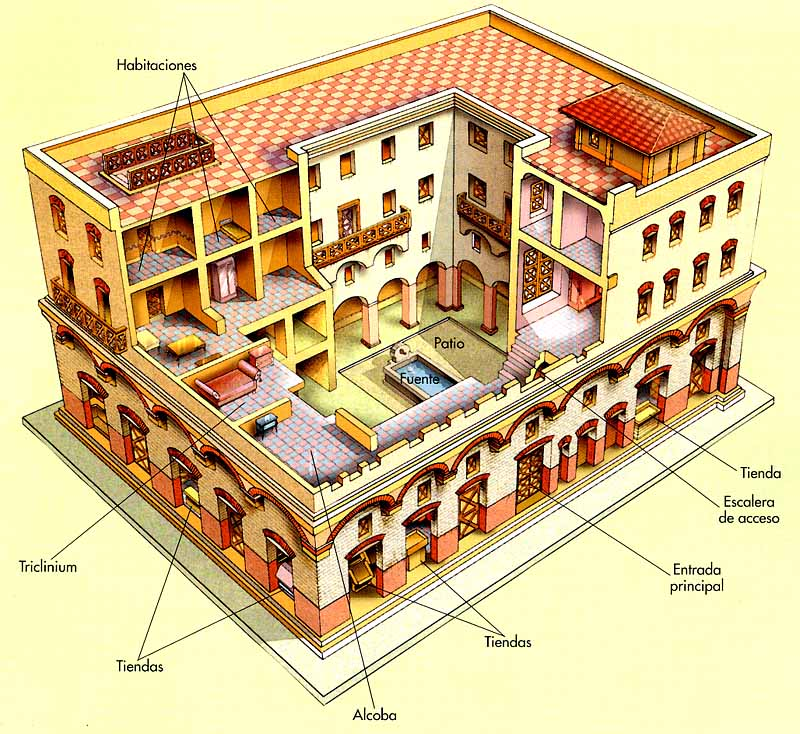 Habitaciones
Patio
Fuente
Tienda
Escalera
de acceso
Triclinium
Entrada
principal
Tiendas
Tiendas
Alcoba